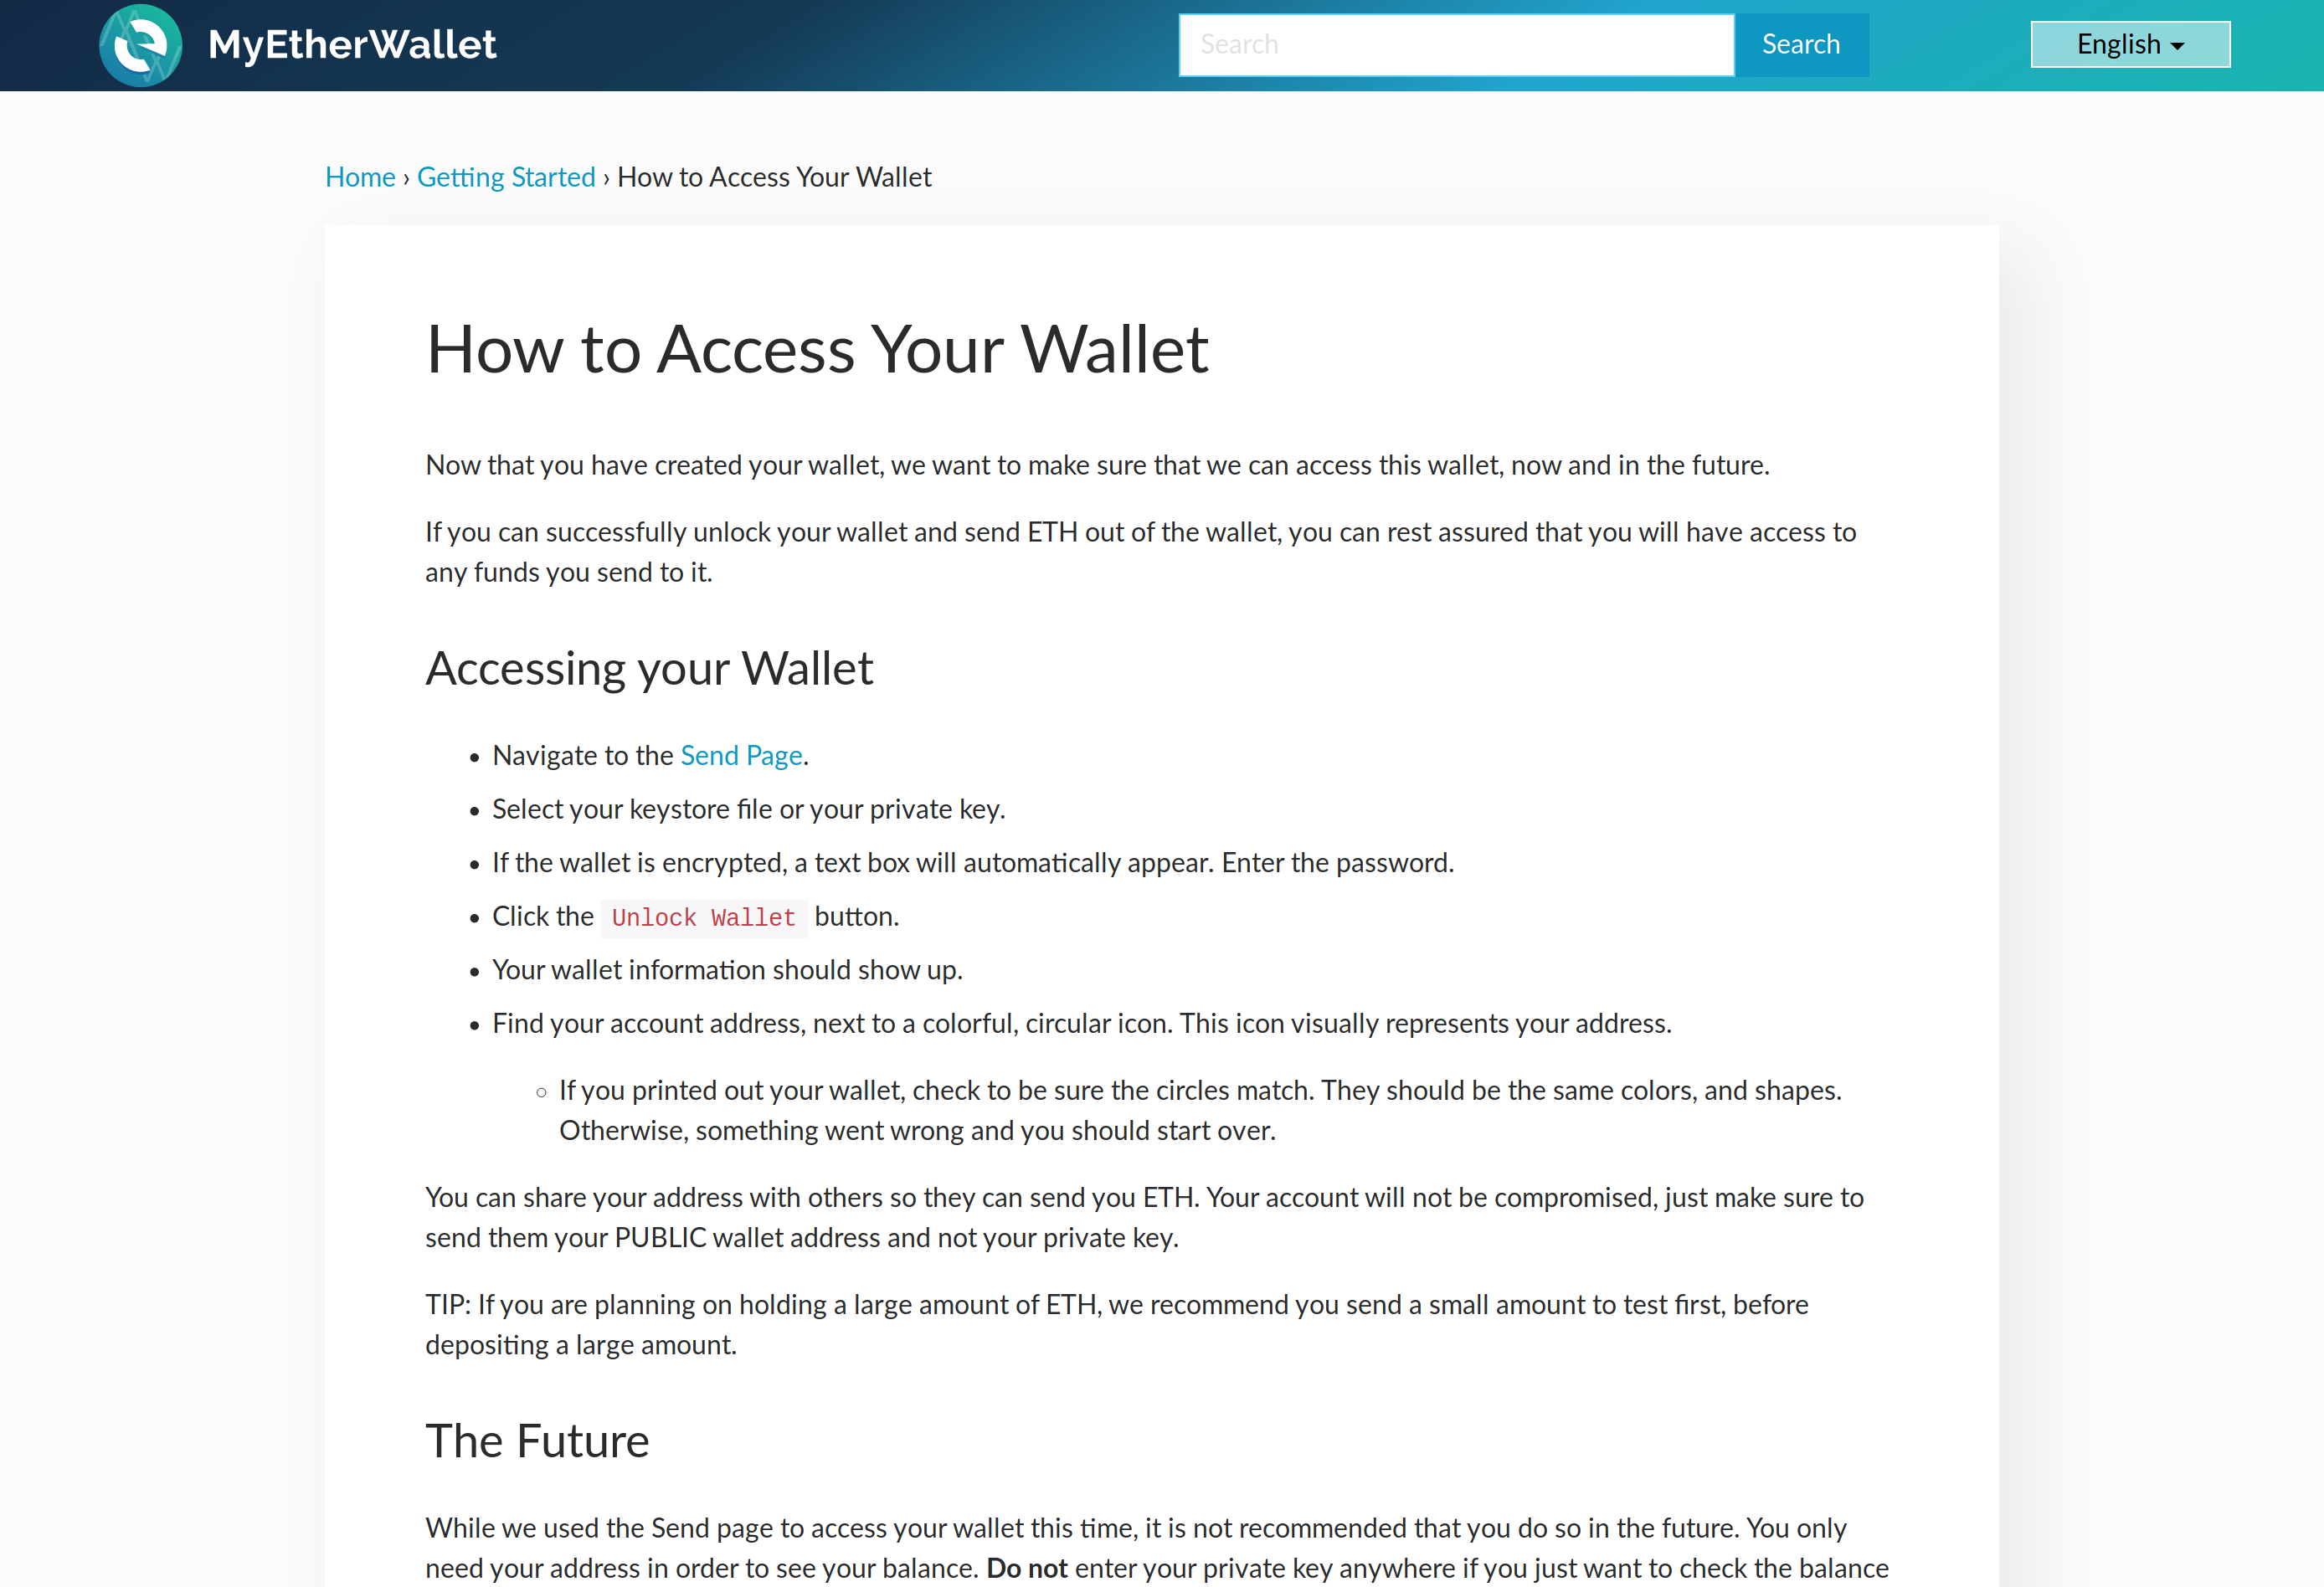 MyEtherWallet
Search
Search
English
Home › Getting Started › How to Access Your Wallet
How to Access Your Wallet
Now that you have created your wallet, we want to make sure that we can access this wallet, now and in the future.
If you can successfully unlock your wallet and send ETH out of the wallet, you can rest assured that you will have access to
any funds you send to it.
Accessing your Wallet
• Navigate to the Send Page.
• Select your keystore file or your private key.
• If the wallet is encrypted, a text box will automatically appear. Enter the password.
• Click the Unlock Wallet button.
• Your wallet information should show up.
• Find your account address, next to a colorful, circular icon. This icon visually represents your address.
◦ If you printed out your wallet, check to be sure the circles match. They should be the same colors, and shapes.
Otherwise, something went wrong and you should start over.
You can share your address with others so they can send you ETH. Your account will not be compromised, just make sure to
send them your PUBLIC wallet address and not your private key.
TIP: If you are planning on holding a large amount of ETH, we recommend you send a small amount to test first, before
depositing a large amount.
The Future
While we used the Send page to access your wallet this time, it is not recommended that you do so in the future. You only
need your address in order to see your balance. Do not enter your private key anywhere if you just want to check the balance